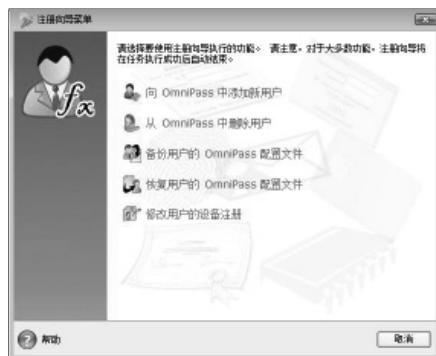 注册向导菜单
请选择要使用注册向导执行的功能。 请注意,对于大多数功能,注册向导将
在任务执行成功后自动结束。
fx
向 OmniPass 中添加新用户
从 OmniPass 中删除用户
备份用户的 OmniPass 配置文件
恢复用户的 OmniPass 配置文件
修改用户的设备注册
帮助
取消